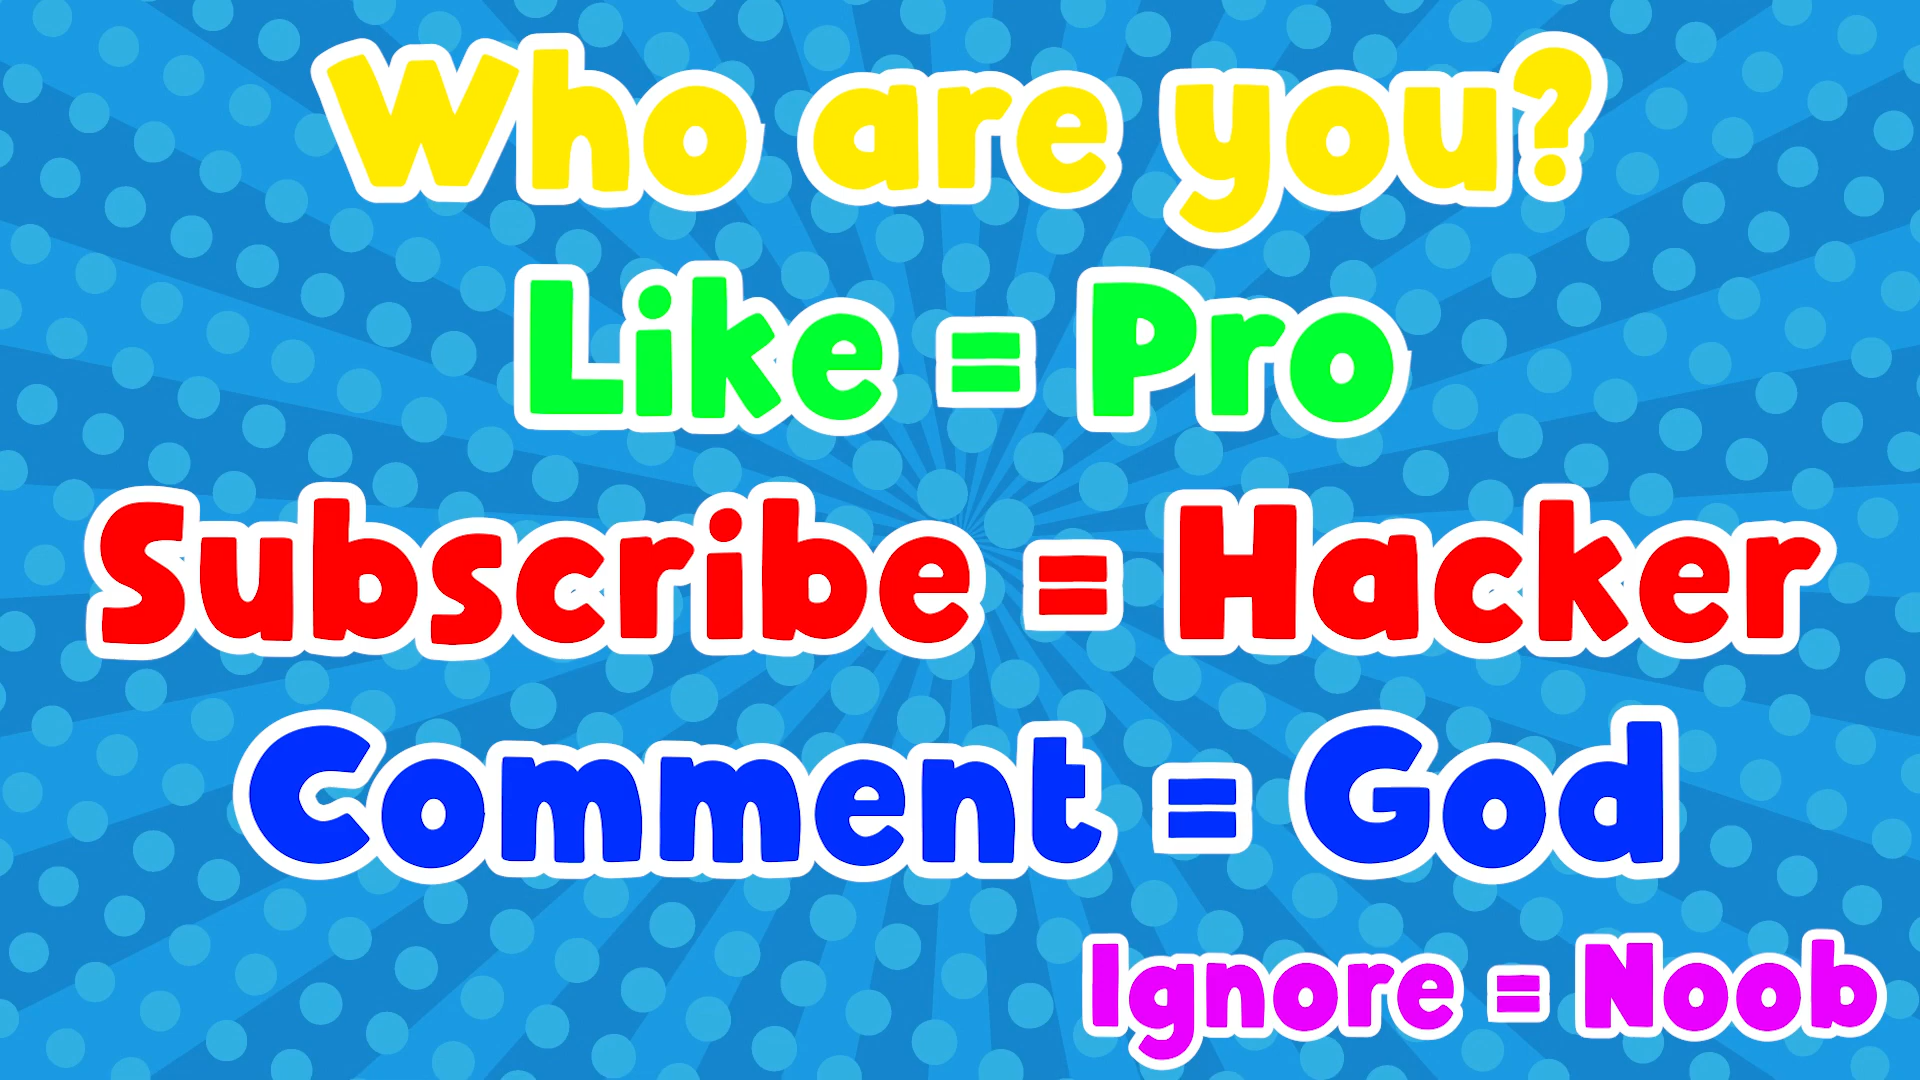 Who are you?
Like = Pro
Subscribe = Hacker
Comment = God
Ignore = Noob